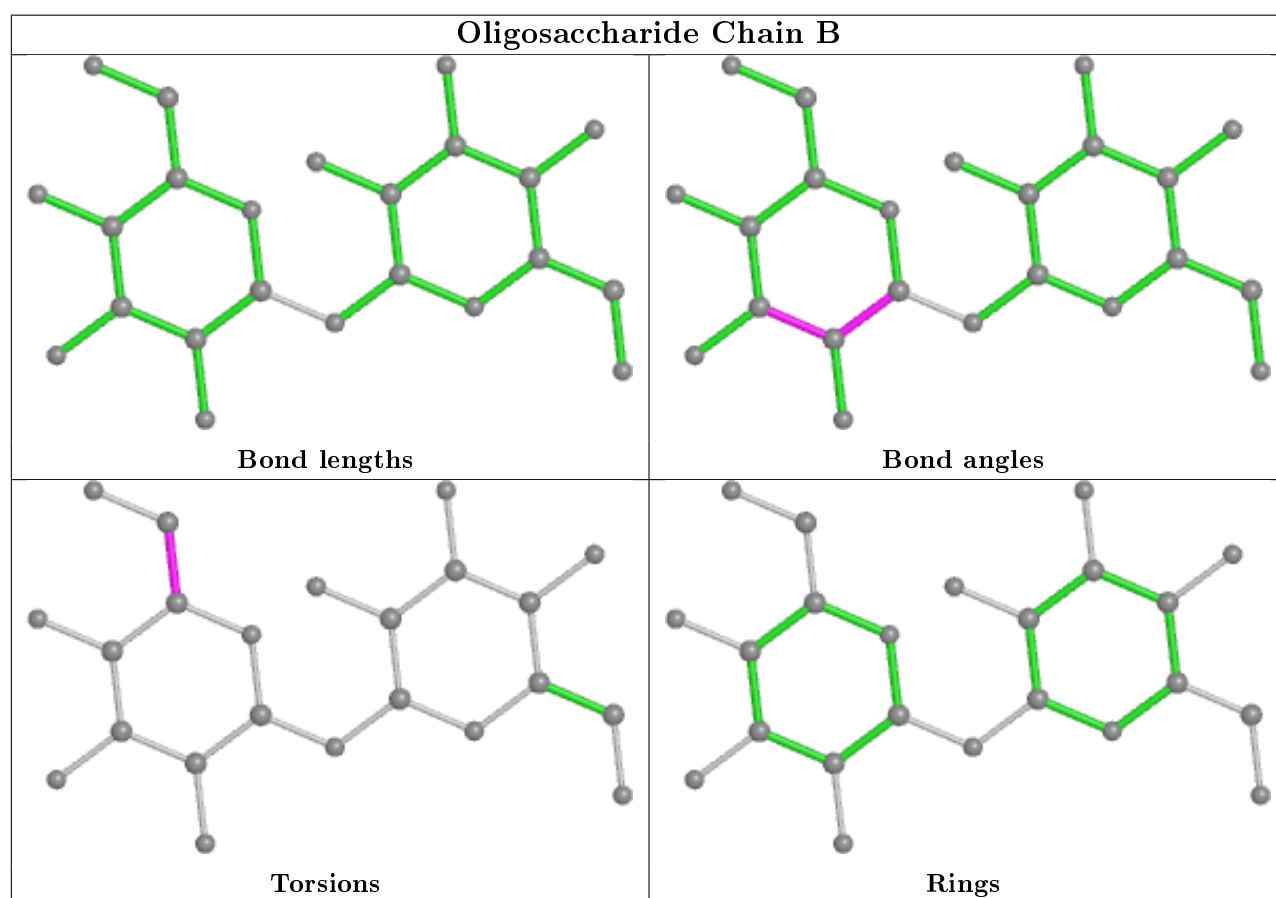 Oligosaccharide Chain B
Bond lengths
Bond angles
Torsions
Rings